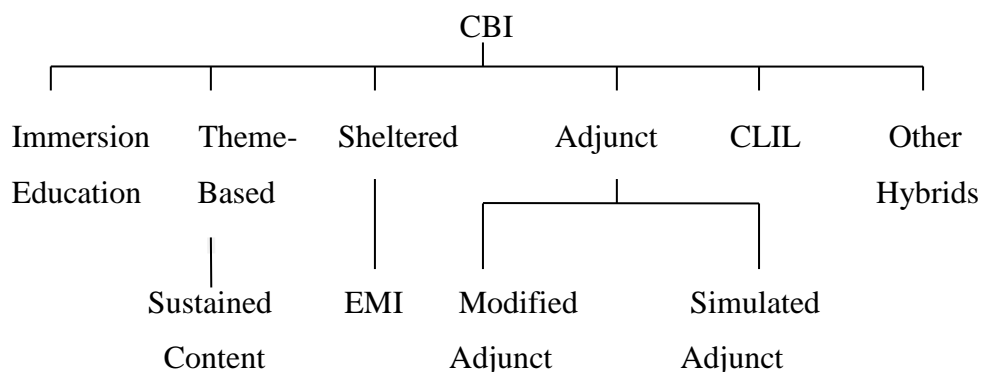 CBI
Immersion Education
Theme-Based
Sheltered
Adjunct
CLIL
Other Hybrids
Sustained Content
EMI
Modified Adjunct
Simulated Adjunct